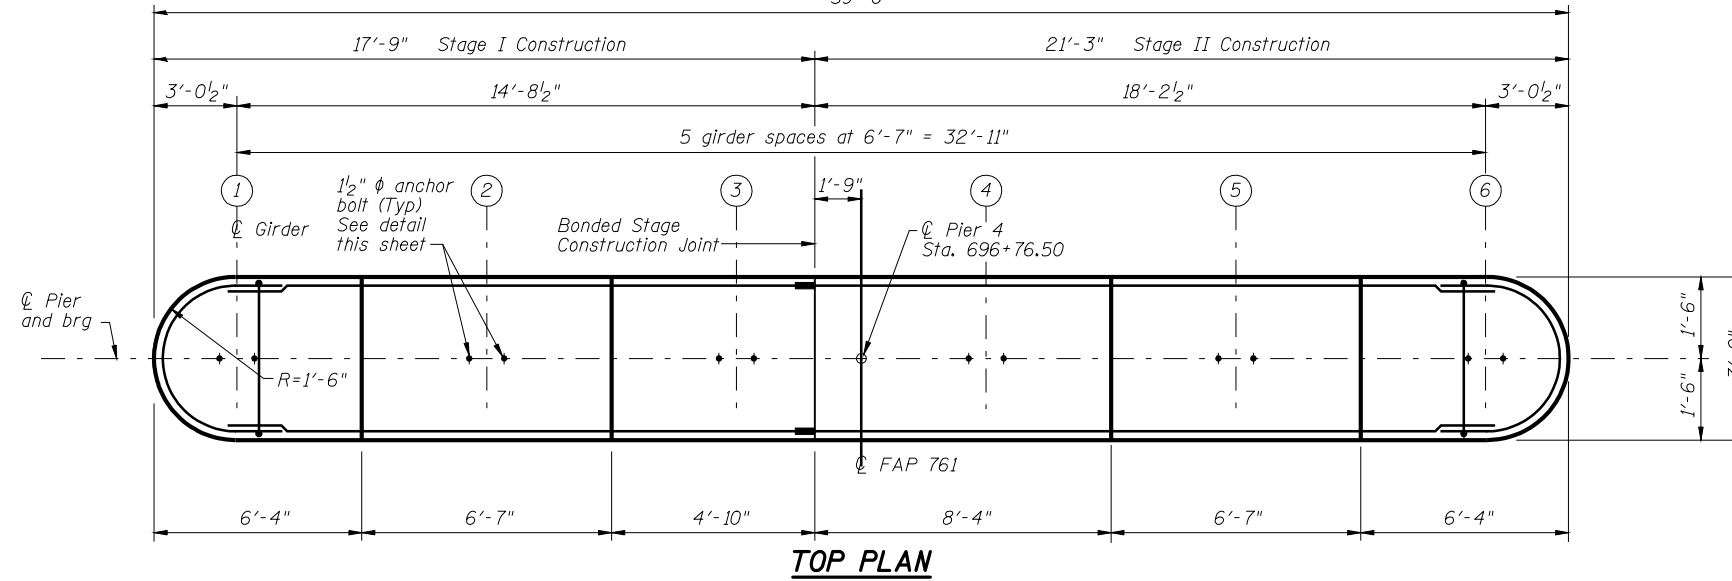 17'-9" Stage I Construction
21'-3" Stage II Construction
3'-0½"
14'-8½"
18'-2½"
3'-0½"
5 girder spaces at 6'-7" = 32'-11"
1
2
3
4
5
6
1'-9"
℄ Girder
1½" ϕ anchor
bolt (Typ)
See detail
this sheet
Bonded Stage
Construction Joint
℄ Pier 4
Sta. 696+76.50
℄ Pier
and brg
R=1'-6"
1'-6"
1'-6"
℄ FAP 761
6'-4"
6'-7"
4'-10"
8'-4"
6'-7"
6'-4"
TOP PLAN